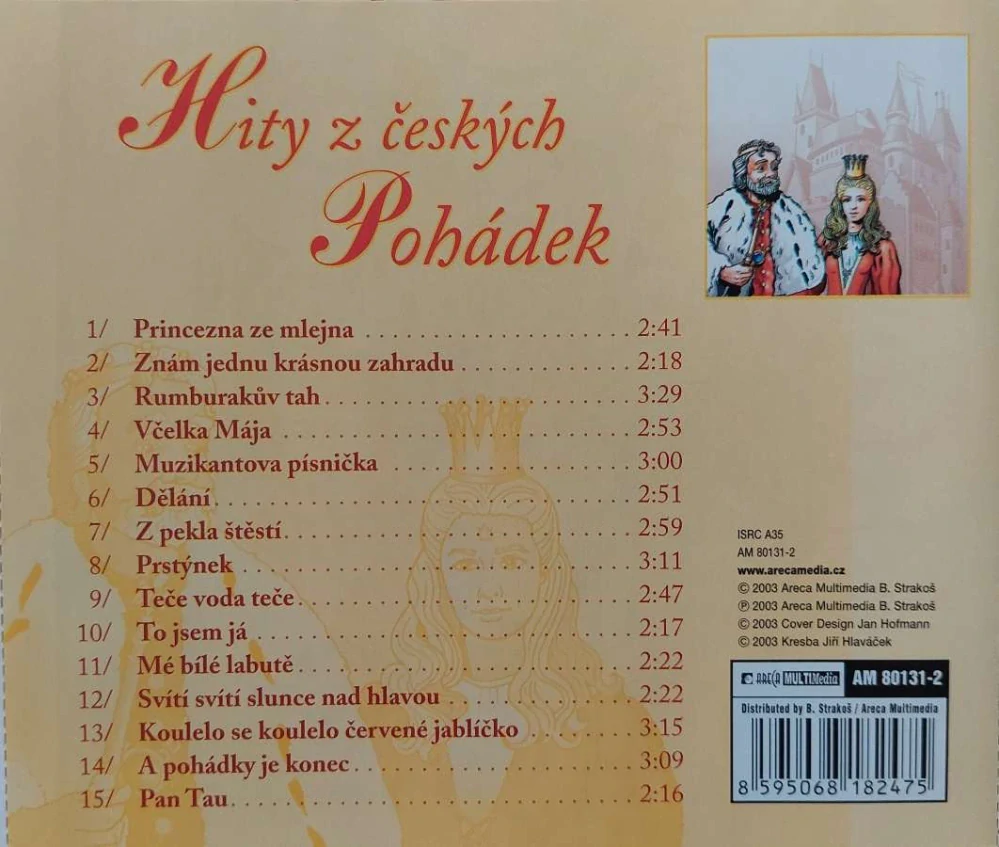 Hity z českých
Pohádek
1/ Princezna ze mlejna .................... 2:41
2/ Znám jednu krásnou zahradu ............. 2:18
3/ Rumburakův tah ....................... 3:29
4/ Včelka Mája .......................... 2:53
5/ Muzikantova písnička .................. 3:00
6/ Dělání ............................... 2:51
7/ Z pekla štěstí ......................... 2:59
8/ Prstýnek ............................. 3:11
9/ Teče voda teče ........................ 2:47
10/ To jsem já ........................... 2:17
11/ Mé bílé labutě ........................ 2:22
12/ Svítí svítí slunce nad hlavou ............. 2:22
13/ Koulelo se koulelo červené jablíčko ........ 3:15
14/ A pohádky je konec .................... 3:09
15/ Pan Tau ............................. 2:16
ISRC A35
AM 80131-2
www.arecamedia.cz
© 2003 Areca Multimedia B. Strakoš
℗ 2003 Areca Multimedia B. Strakoš
© 2003 Cover Design Jan Hofmann
© 2003 Kresba Jiří Hlaváček
ARECA MULTIMedia AM 80131-2
Distributed by B. Strakoš / Areca Multimedia
8 595068 182475